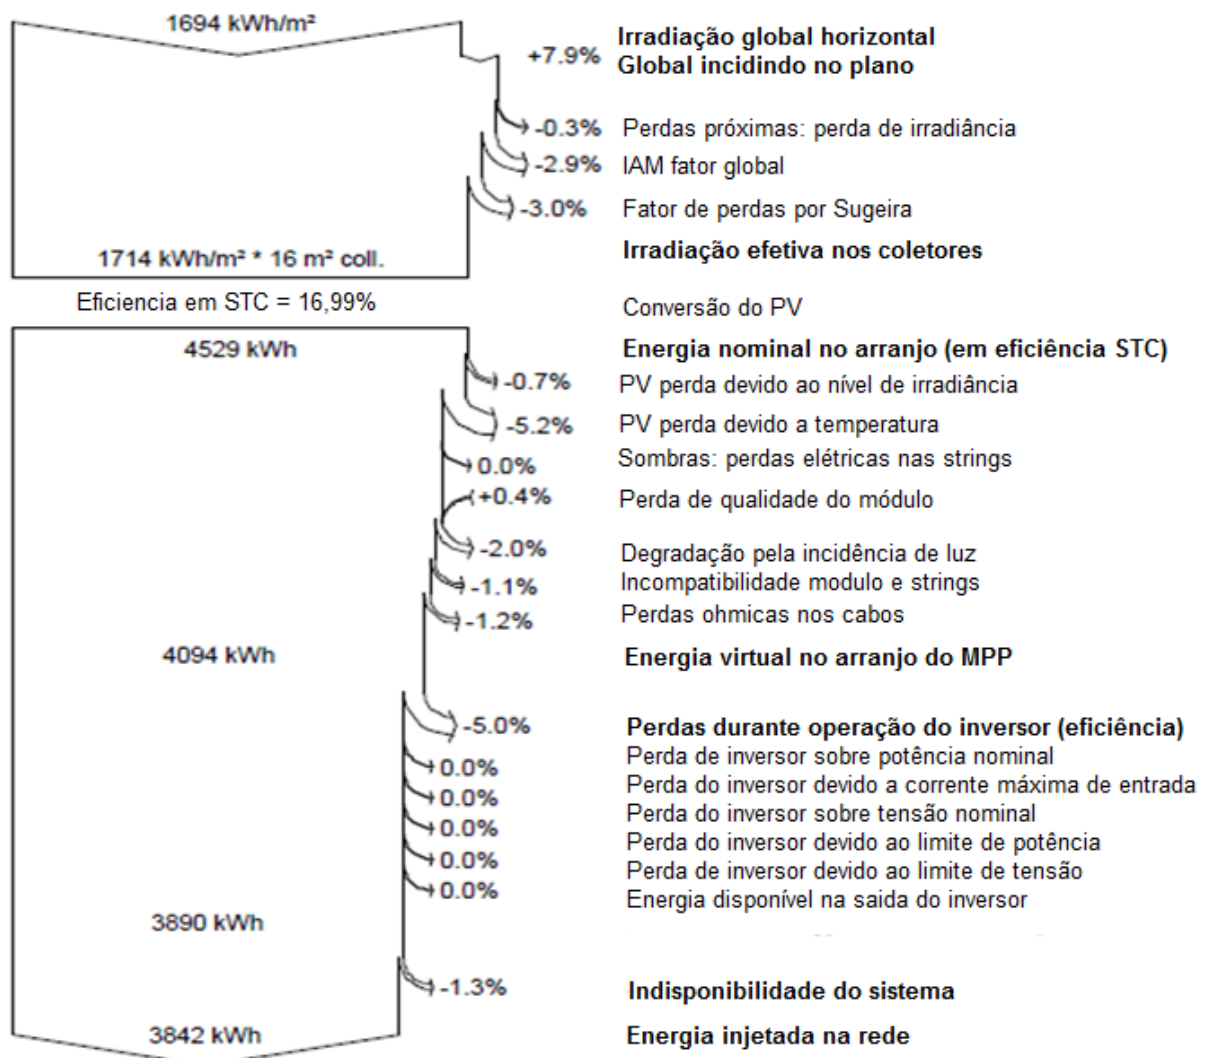 1694 kWh/m²
Irradiação global horizontal
+7.9% Global incidindo no plano
-0.3% Perdas próximas: perda de irradiância
-2.9% IAM fator global
-3.0% Fator de perdas por Sugeira
1714 kWh/m² * 16 m² coll. Irradiação efetiva nos coletores
Eficiencia em STC = 16,99% Conversão do PV
4529 kWh Energia nominal no arranjo (em eficiência STC)
-0.7% PV perda devido ao nível de irradiância
-5.2% PV perda devido a temperatura
0.0% Sombras: perdas elétricas nas strings
+0.4% Perda de qualidade do módulo
-2.0% Degradação pela incidência de luz
-1.1% Incompatibilidade modulo e strings
-1.2% Perdas ohmicas nos cabos
4094 kWh Energia virtual no arranjo do MPP
-5.0% Perdas durante operação do inversor (eficiência)
0.0% Perda de inversor sobre potência nominal
0.0% Perda do inversor devido a corrente máxima de entrada
0.0% Perda do inversor sobre tensão nominal
0.0% Perda do inversor devido ao limite de potência
0.0% Perda do inversor devido ao limite de tensão
Energia disponível na saida do inversor
3890 kWh
-1.3% Indisponibilidade do sistema
3842 kWh Energia injetada na rede